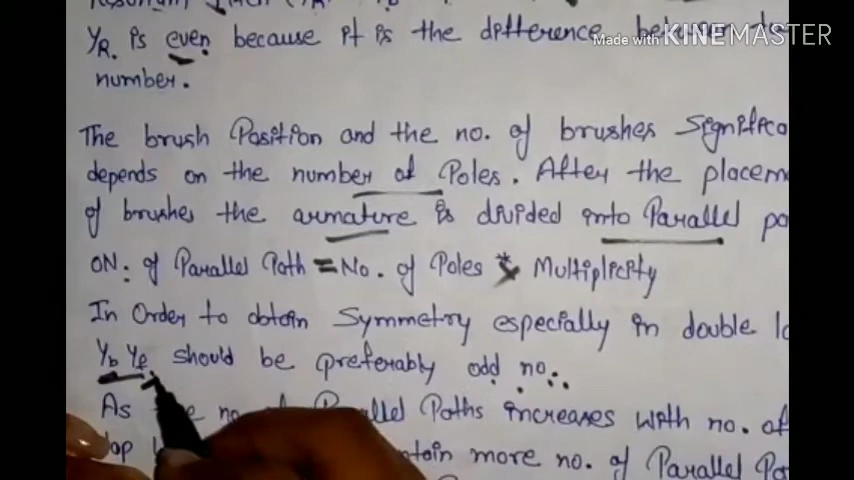 Made with KINEMASTER
YR. is even because it is the difference
number.
The brush Position and the no. of brushes
depends on the number of Poles. After the
of brushes the armature is divided into Parallel
ON: of Parallel Path = No. of Poles * Multiplicity
In Order to obtain Symmetry especially in double
Yb Yf should be preferably odd no.
As no. Paths increases with no. of
more no. of Parallel